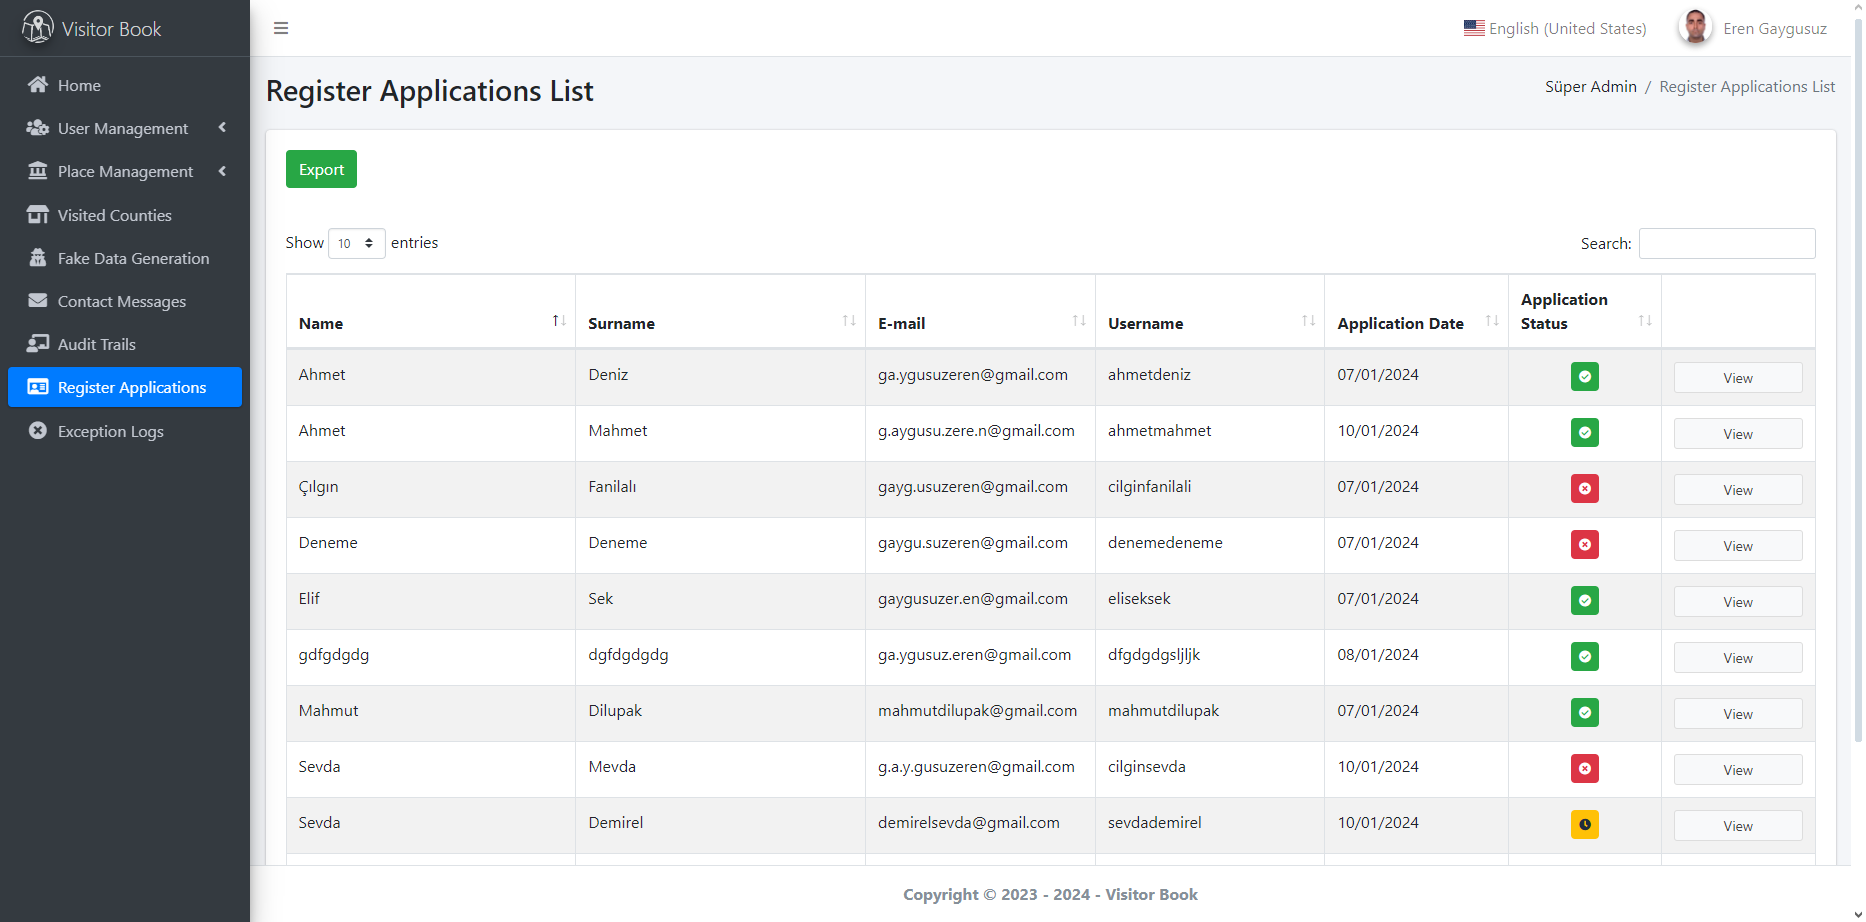 Visitor Book
English (United States)
Eren Gaygusuz
Home
User Management
Place Management
Visited Counties
Fake Data Generation
Contact Messages
Audit Trails
Register Applications
Exception Logs
Register Applications List
Süper Admin / Register Applications List
Export
Show 10 entries
Search:
Name Surname E-mail Username Application Date Application Status
Ahmet Deniz ga.ygusuzeren@gmail.com ahmetdeniz 07/01/2024 View
Ahmet Mahmet g.aygusu.zere.n@gmail.com ahmetmahmet 10/01/2024 View
Çılgın Fanilalı gayg.usuzeren@gmail.com cilginfanilali 07/01/2024 View
Deneme Deneme gaygu.suzeren@gmail.com denemedeneme 07/01/2024 View
Elif Sek gaygusuzer.en@gmail.com eliseksek 07/01/2024 View
gdfgdgdg dgfdgdgdg ga.ygusuz.eren@gmail.com dfgdgdgsljljk 08/01/2024 View
Mahmut Dilupak mahmutdilupak@gmail.com mahmutdilupak 07/01/2024 View
Sevda Mevda g.a.y.gusuzeren@gmail.com cilginsevda 10/01/2024 View
Sevda Demirel demirelsevda@gmail.com sevdademirel 10/01/2024 View
Copyright © 2023 - 2024 - Visitor Book